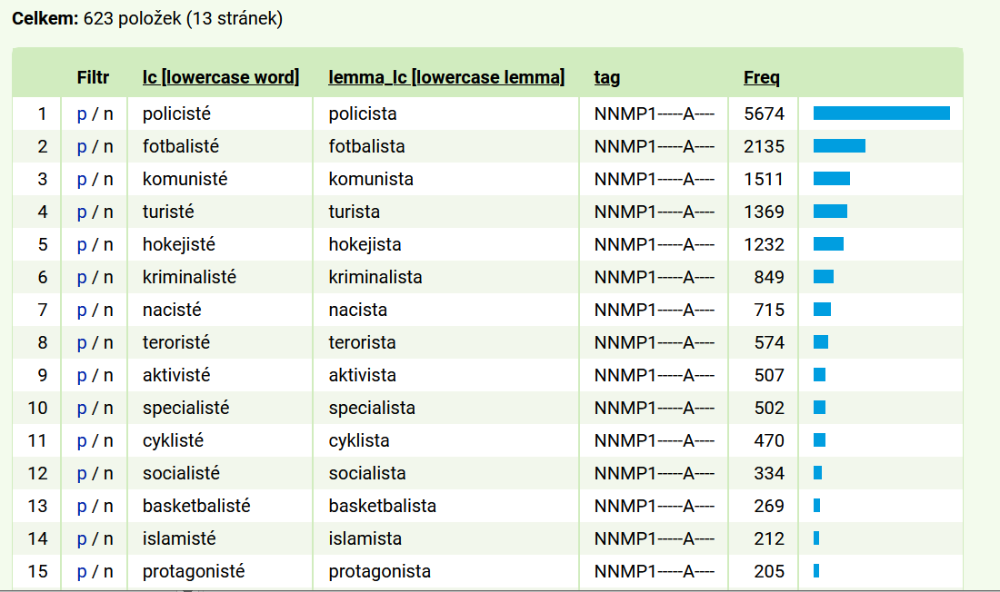 Celkem: 623 položek (13 stránek)
Filtr lc [lowercase word] lemma_lc [lowercase lemma] tag Freq
1 p / n policisté policista NNMP1-----A---- 5674
2 p / n fotbalisté fotbalista NNMP1-----A---- 2135
3 p / n komunisté komunista NNMP1-----A---- 1511
4 p / n turisté turista NNMP1-----A---- 1369
5 p / n hokejisté hokejista NNMP1-----A---- 1232
6 p / n kriminalisté kriminalista NNMP1-----A---- 849
7 p / n nacisté nacista NNMP1-----A---- 715
8 p / n teroristé terorista NNMP1-----A---- 574
9 p / n aktivisté aktivista NNMP1-----A---- 507
10 p / n specialisté specialista NNMP1-----A---- 502
11 p / n cyklisté cyklista NNMP1-----A---- 470
12 p / n socialisté socialista NNMP1-----A---- 334
13 p / n basketbalisté basketbalista NNMP1-----A---- 269
14 p / n islamisté islamista NNMP1-----A---- 212
15 p / n protagonisté protagonista NNMP1-----A---- 205